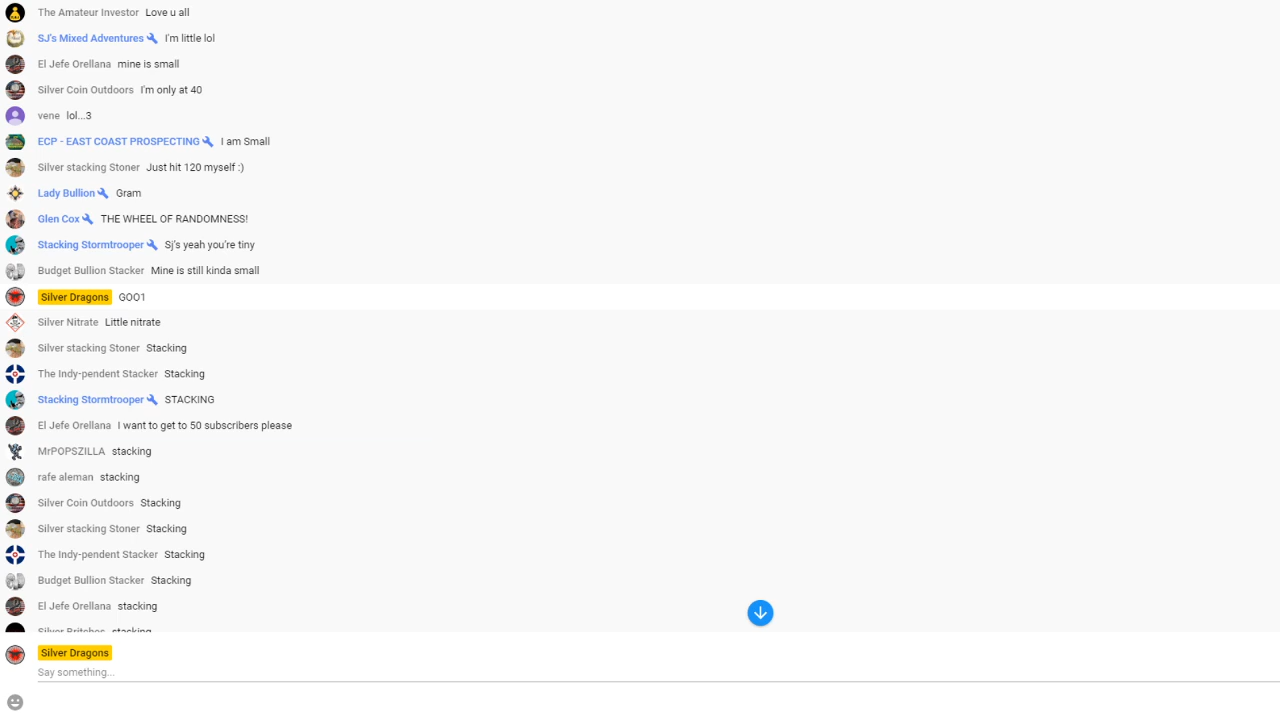 The Amateur Investor Love u all
SJ's Mixed Adventures I'm little lol
El Jefe Orellana mine is small
Silver Coin Outdoors I'm only at 40
vene lol...3
ECP - EAST COAST PROSPECTING I am Small
Silver stacking Stoner Just hit 120 myself :)
Lady Bullion Gram
Glen Cox THE WHEEL OF RANDOMNESS!
Stacking Stormtrooper Sj's yeah you're tiny
Budget Bullion Stacker Mine is still kinda small
Silver Dragons GOO1
Silver Nitrate Little nitrate
Silver stacking Stoner Stacking
The Indy-pendent Stacker Stacking
Stacking Stormtrooper STACKING
El Jefe Orellana I want to get to 50 subscribers please
MrPOPSZILLA stacking
rafe aleman stacking
Silver Coin Outdoors Stacking
Silver stacking Stoner Stacking
The Indy-pendent Stacker Stacking
Budget Bullion Stacker Stacking
El Jefe Orellana stacking
Silver Britches stacking
Silver Dragons
Say something...